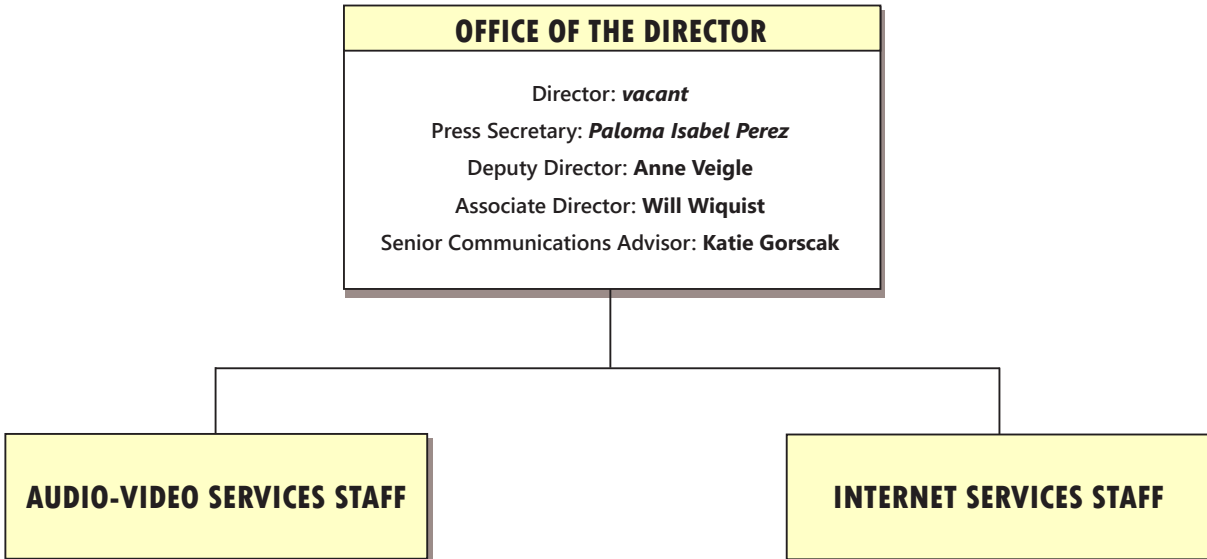 OFFICE OF THE DIRECTOR
Director: vacant
Press Secretary: Paloma Isabel Perez
Deputy Director: Anne Veigle
Associate Director: Will Wiquist
Senior Communications Advisor: Katie Gorscak
AUDIO-VIDEO SERVICES STAFF
INTERNET SERVICES STAFF